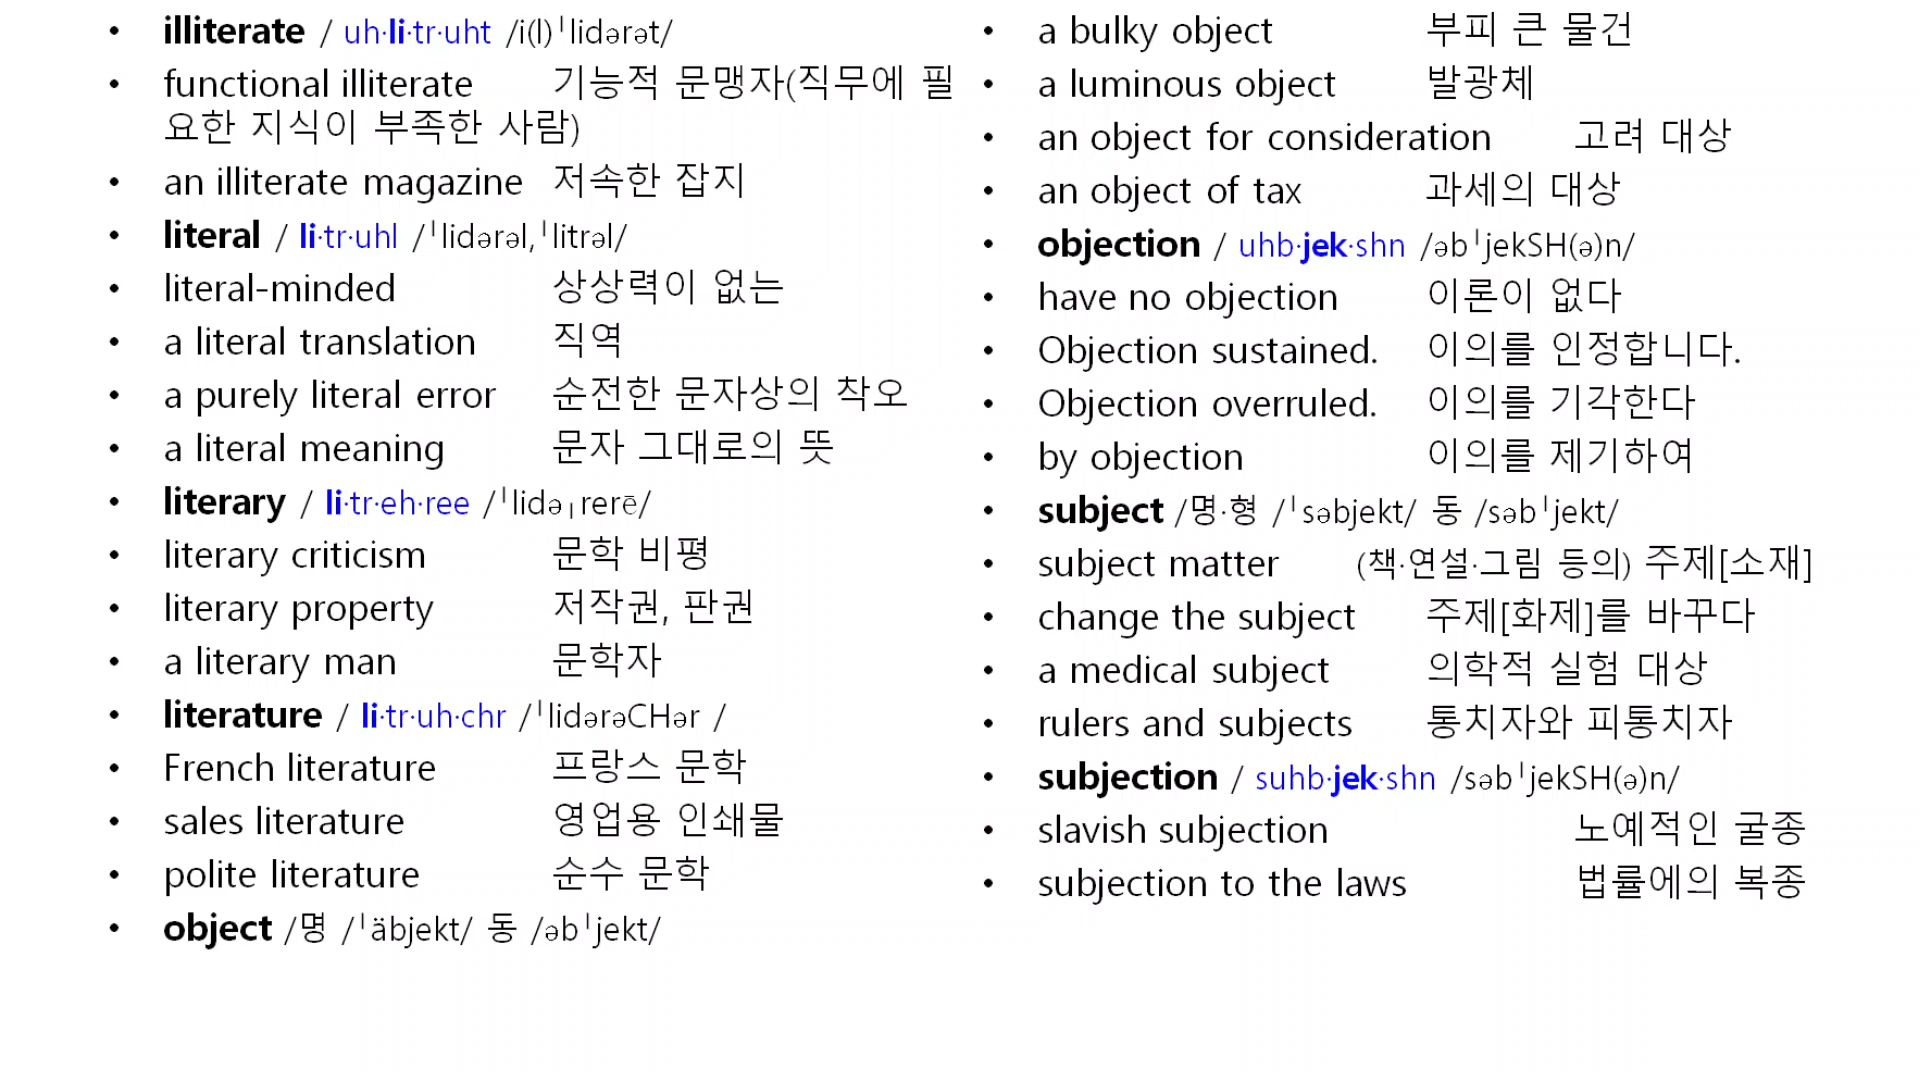 • illiterate / uh·li·tr·uht /i(l)ˈlidərət/
• functional illiterate 기능적 문맹자(직무에 필
요한 지식이 부족한 사람)
• an illiterate magazine 저속한 잡지
• literal / li·tr·uhl /ˈlidərəl,ˈlitrəl/
• literal-minded 상상력이 없는
• a literal translation 직역
• a purely literal error 순전한 문자상의 착오
• a literal meaning 문자 그대로의 뜻
• literary / li·tr·eh·ree /ˈlidəˌrerē/
• literary criticism 문학 비평
• literary property 저작권, 판권
• a literary man 문학자
• literature / li·tr·uh·chr /ˈlidərəCHər /
• French literature 프랑스 문학
• sales literature 영업용 인쇄물
• polite literature 순수 문학
• object /명 /ˈäbjekt/ 동 /əbˈjekt/
• a bulky object 부피 큰 물건
• a luminous object 발광체
• an object for consideration 고려 대상
• an object of tax 과세의 대상
• objection / uhb·jek·shn /əbˈjekSH(ə)n/
• have no objection 이론이 없다
• Objection sustained. 이의를 인정합니다.
• Objection overruled. 이의를 기각한다
• by objection 이의를 제기하여
• subject /명·형 /ˈsəbjekt/ 동 /səbˈjekt/
• subject matter (책·연설·그림 등의) 주제[소재]
• change the subject 주제[화제]를 바꾸다
• a medical subject 의학적 실험 대상
• rulers and subjects 통치자와 피통치자
• subjection / suhb·jek·shn /səbˈjekSH(ə)n/
• slavish subjection 노예적인 굴종
• subjection to the laws 법률에의 복종